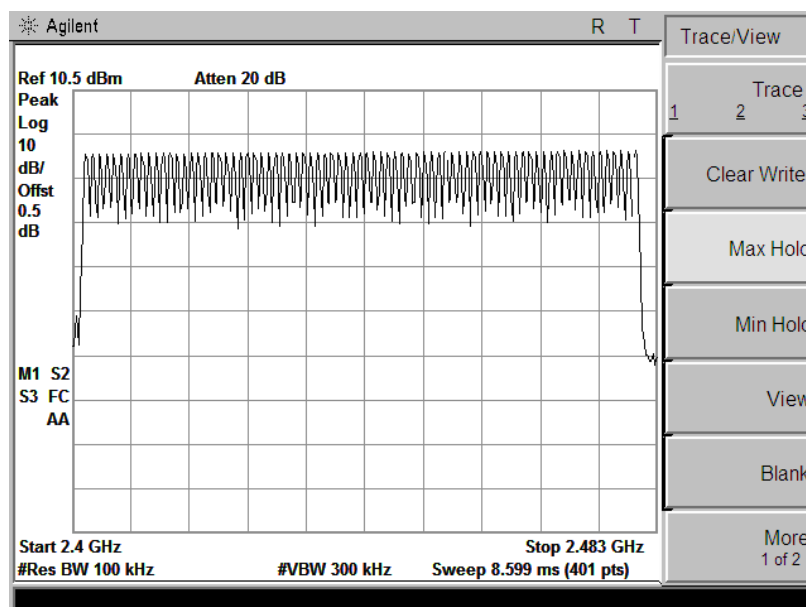 Agilent R T
Trace/View
Ref 10.5 dBm Atten 20 dB
Peak
Log
10
dB/
Offst
0.5
dB
M1 S2
S3 FC
AA
Start 2.4 GHz Stop 2.483 GHz
#Res BW 100 kHz #VBW 300 kHz Sweep 8.599 ms (401 pts)
Trace
1 2 3
Clear Write
Max Hold
Min Hold
View
Blank
More
1 of 2